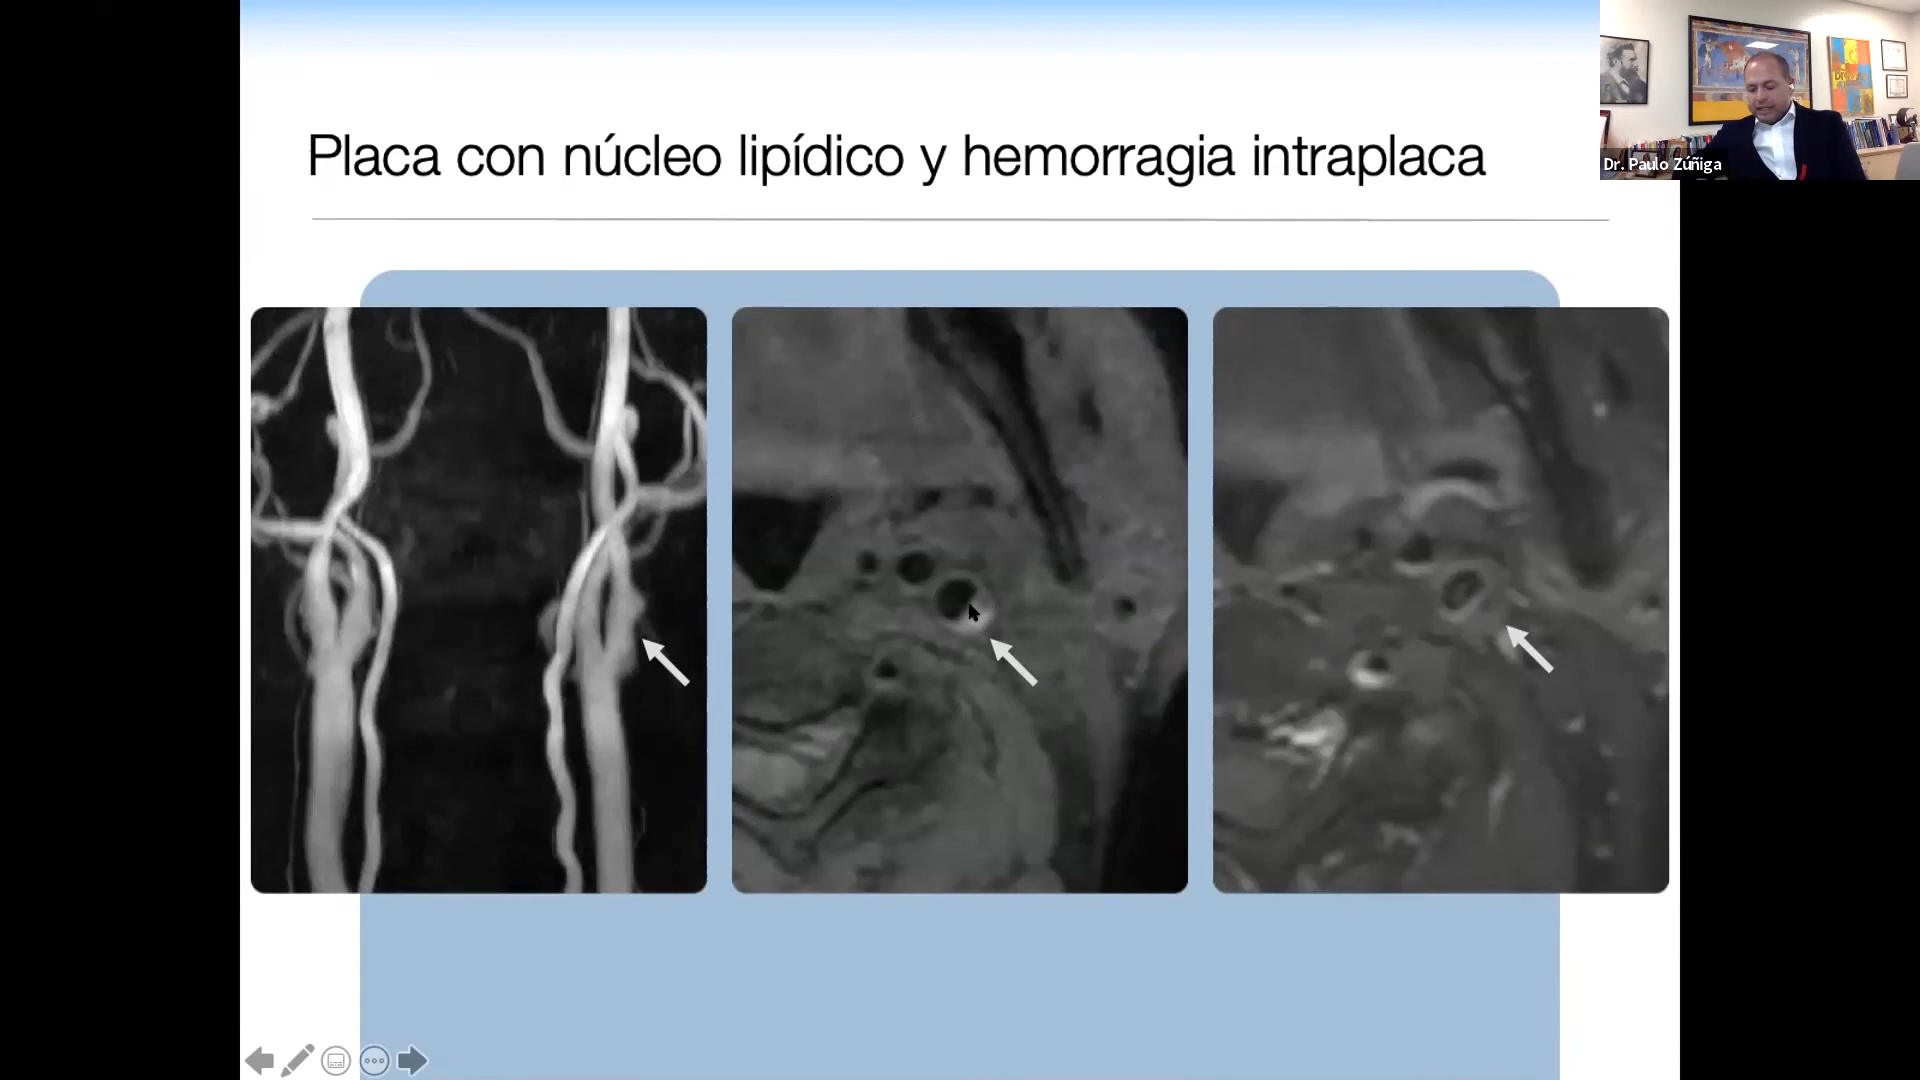 Placa con núcleo lipídico y hemorragia intraplaca
Dr. Paulo Zúñiga